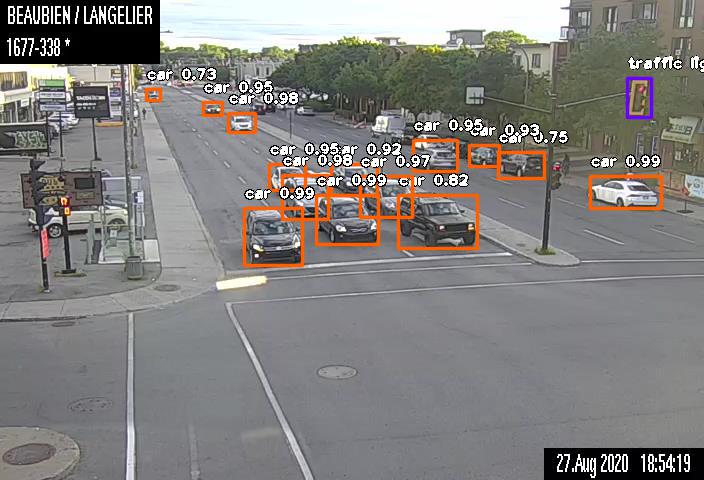 BEAUBIEN / LANGELIER
1677-338 *
car 0.73
car 0.95
car 0.98
traffic lig
car 0.95
car 0.93
car 0.75
car 0.95
car 0.92
car 0.98
car 0.97
car 0.99
car 0.99
car 0.99
car 0.82
27.Aug 2020 18:54:19